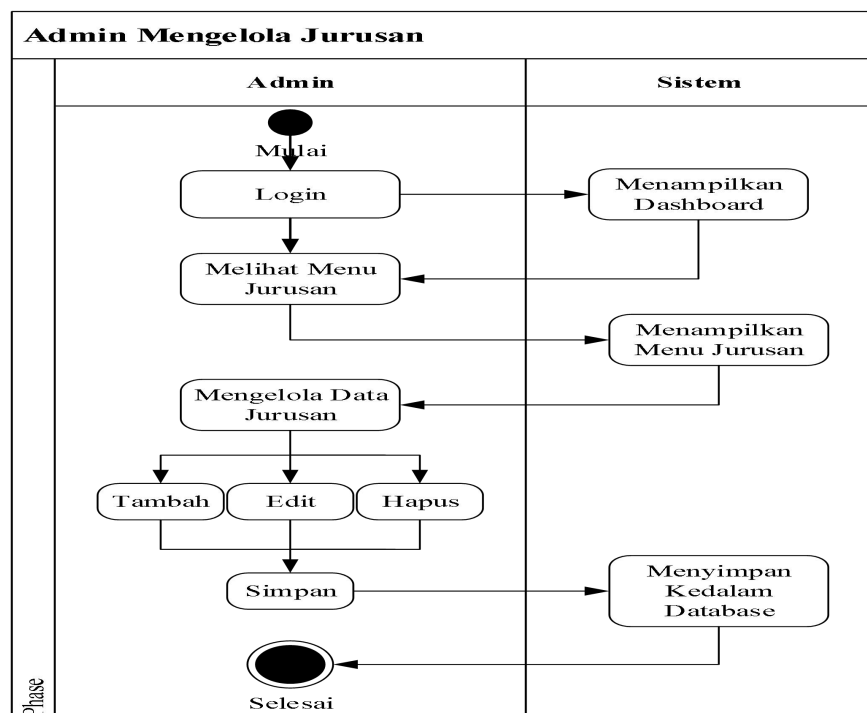 Admin Mengelola Jurusan
Admin
Sistem
Mulai
Login
Menampilkan
Dashboard
Melihat Menu
Jurusan
Menampilkan
Menu Jurusan
Mengelola Data
Jurusan
Tambah
Edit
Hapus
Simpan
Menyimpan
Kedalam
Database
Selesai
Phase